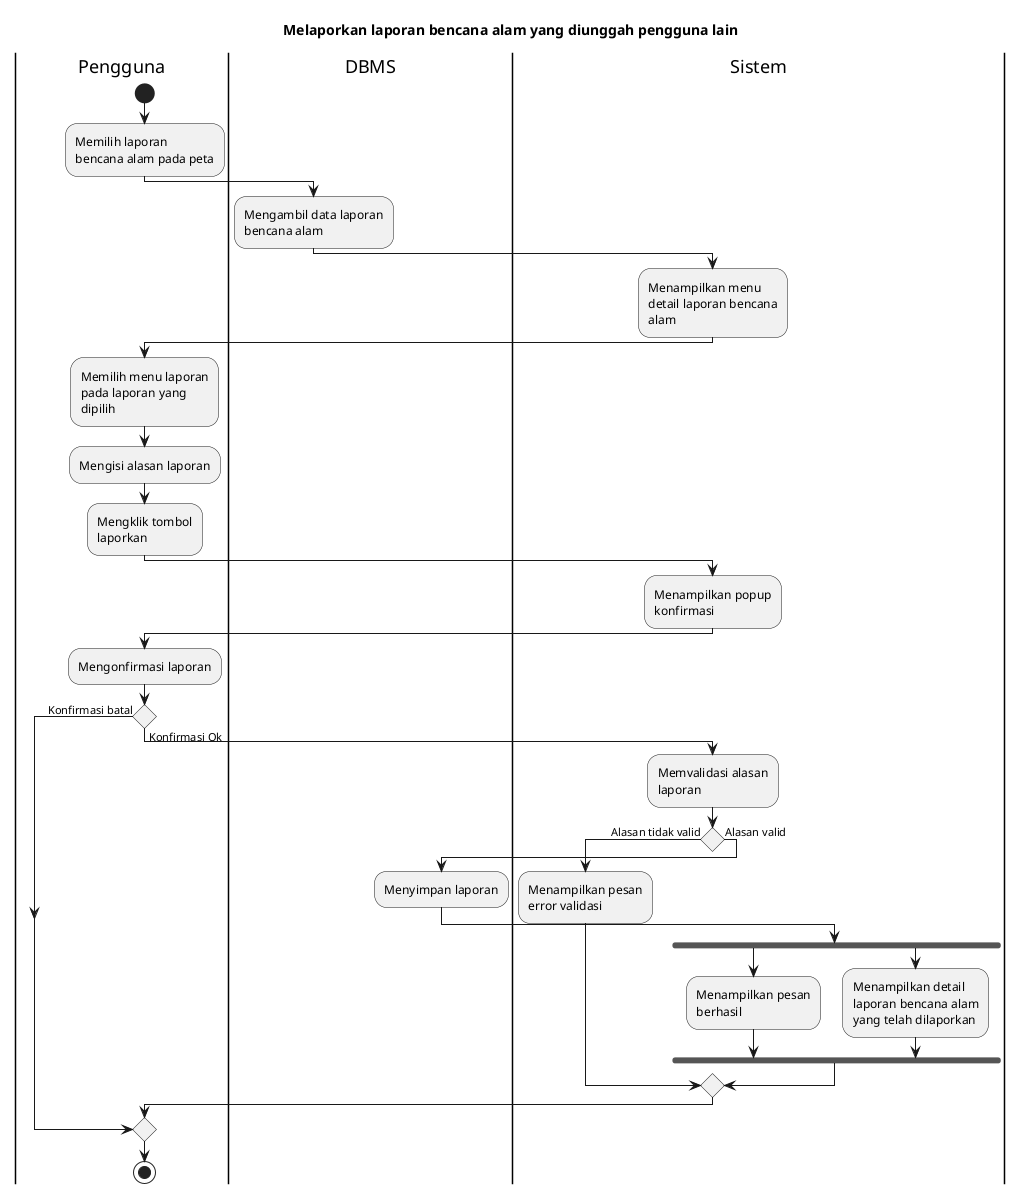 Melaporkan laporan bencana alam yang diunggah pengguna lain
Pengguna
DBMS
Sistem
Memilih laporan
bencana alam pada peta
Mengambil data laporan
bencana alam
Menampilkan menu
detail laporan bencana
alam
Memilih menu laporan
pada laporan yang
dipilih
Mengisi alasan laporan
Mengklik tombol
laporkan
Menampilkan popup
konfirmasi
Mengonfirmasi laporan
Konfirmasi batal
Konfirmasi Ok
Memvalidasi alasan
laporan
Alasan tidak valid
Alasan valid
Menyimpan laporan
Menampilkan pesan
error validasi
Menampilkan pesan
berhasil
Menampilkan detail
laporan bencana alam
yang telah dilaporkan